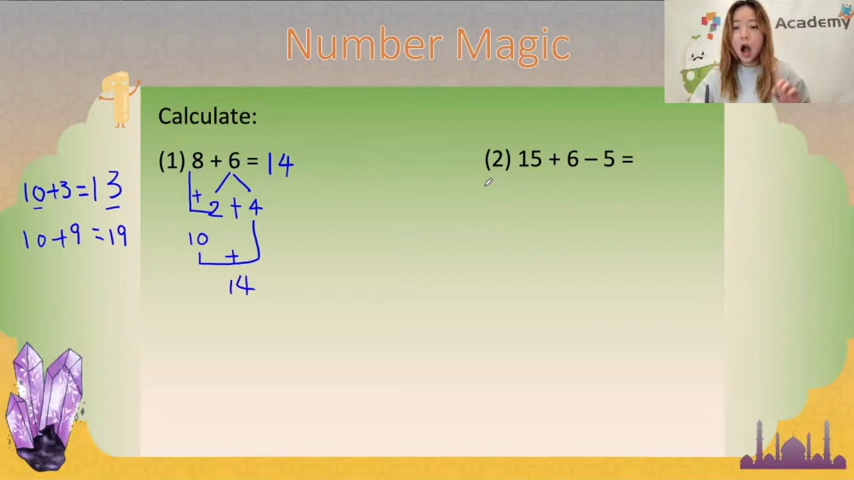 Number Magic
Academy
Calculate:
(1) 8 + 6 = 14
+
2 + 4
10
+
14
10+3=13
10+9=19
(2) 15 + 6 – 5 =